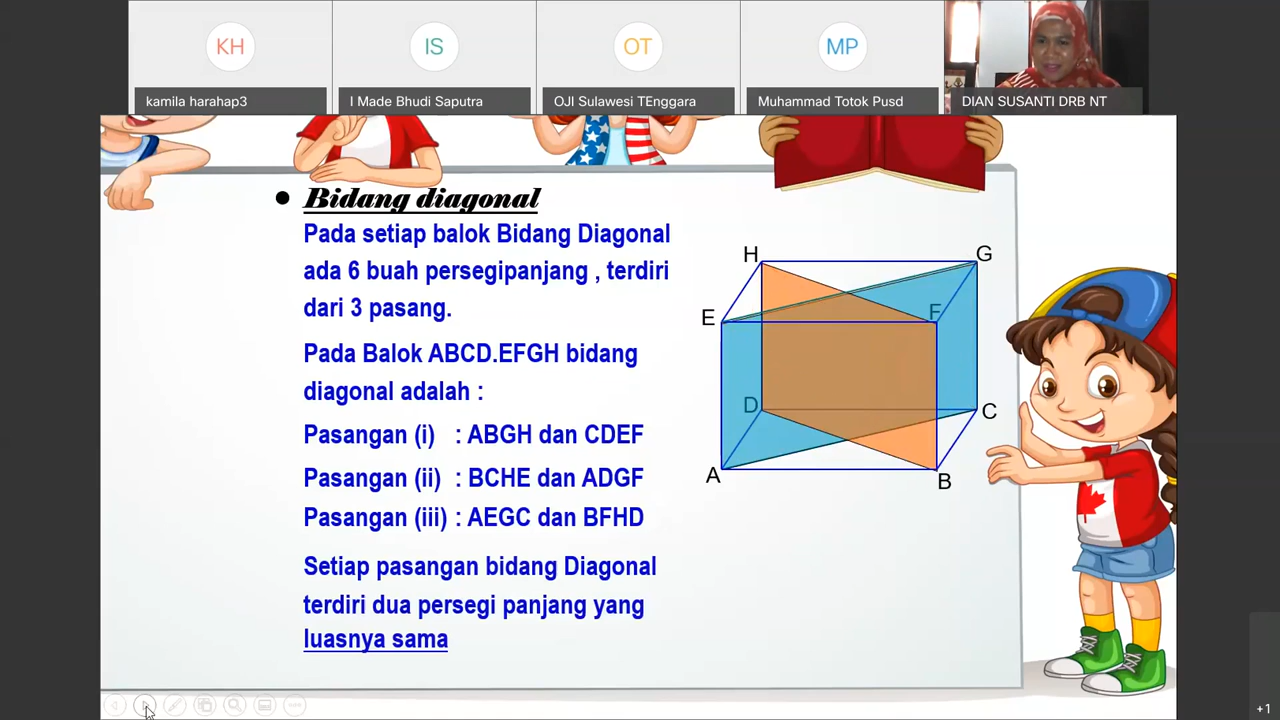 KH
IS
OT
MP
kamila harahap3
I Made Bhudi Saputra
OJI Sulawesi TEnggara
Muhammad Totok Pusd
DIAN SUSANTI DRB NT
• Bidang diagonal
Pada setiap balok Bidang Diagonal
ada 6 buah persegipanjang , terdiri
dari 3 pasang.
Pada Balok ABCD.EFGH bidang
diagonal adalah :
Pasangan (i) : ABGH dan CDEF
Pasangan (ii) : BCHE dan ADGF
Pasangan (iii) : AEGC dan BFHD
Setiap pasangan bidang Diagonal
terdiri dua persegi panjang yang
luasnya sama
H
G
E
F
D
C
A
B
+1